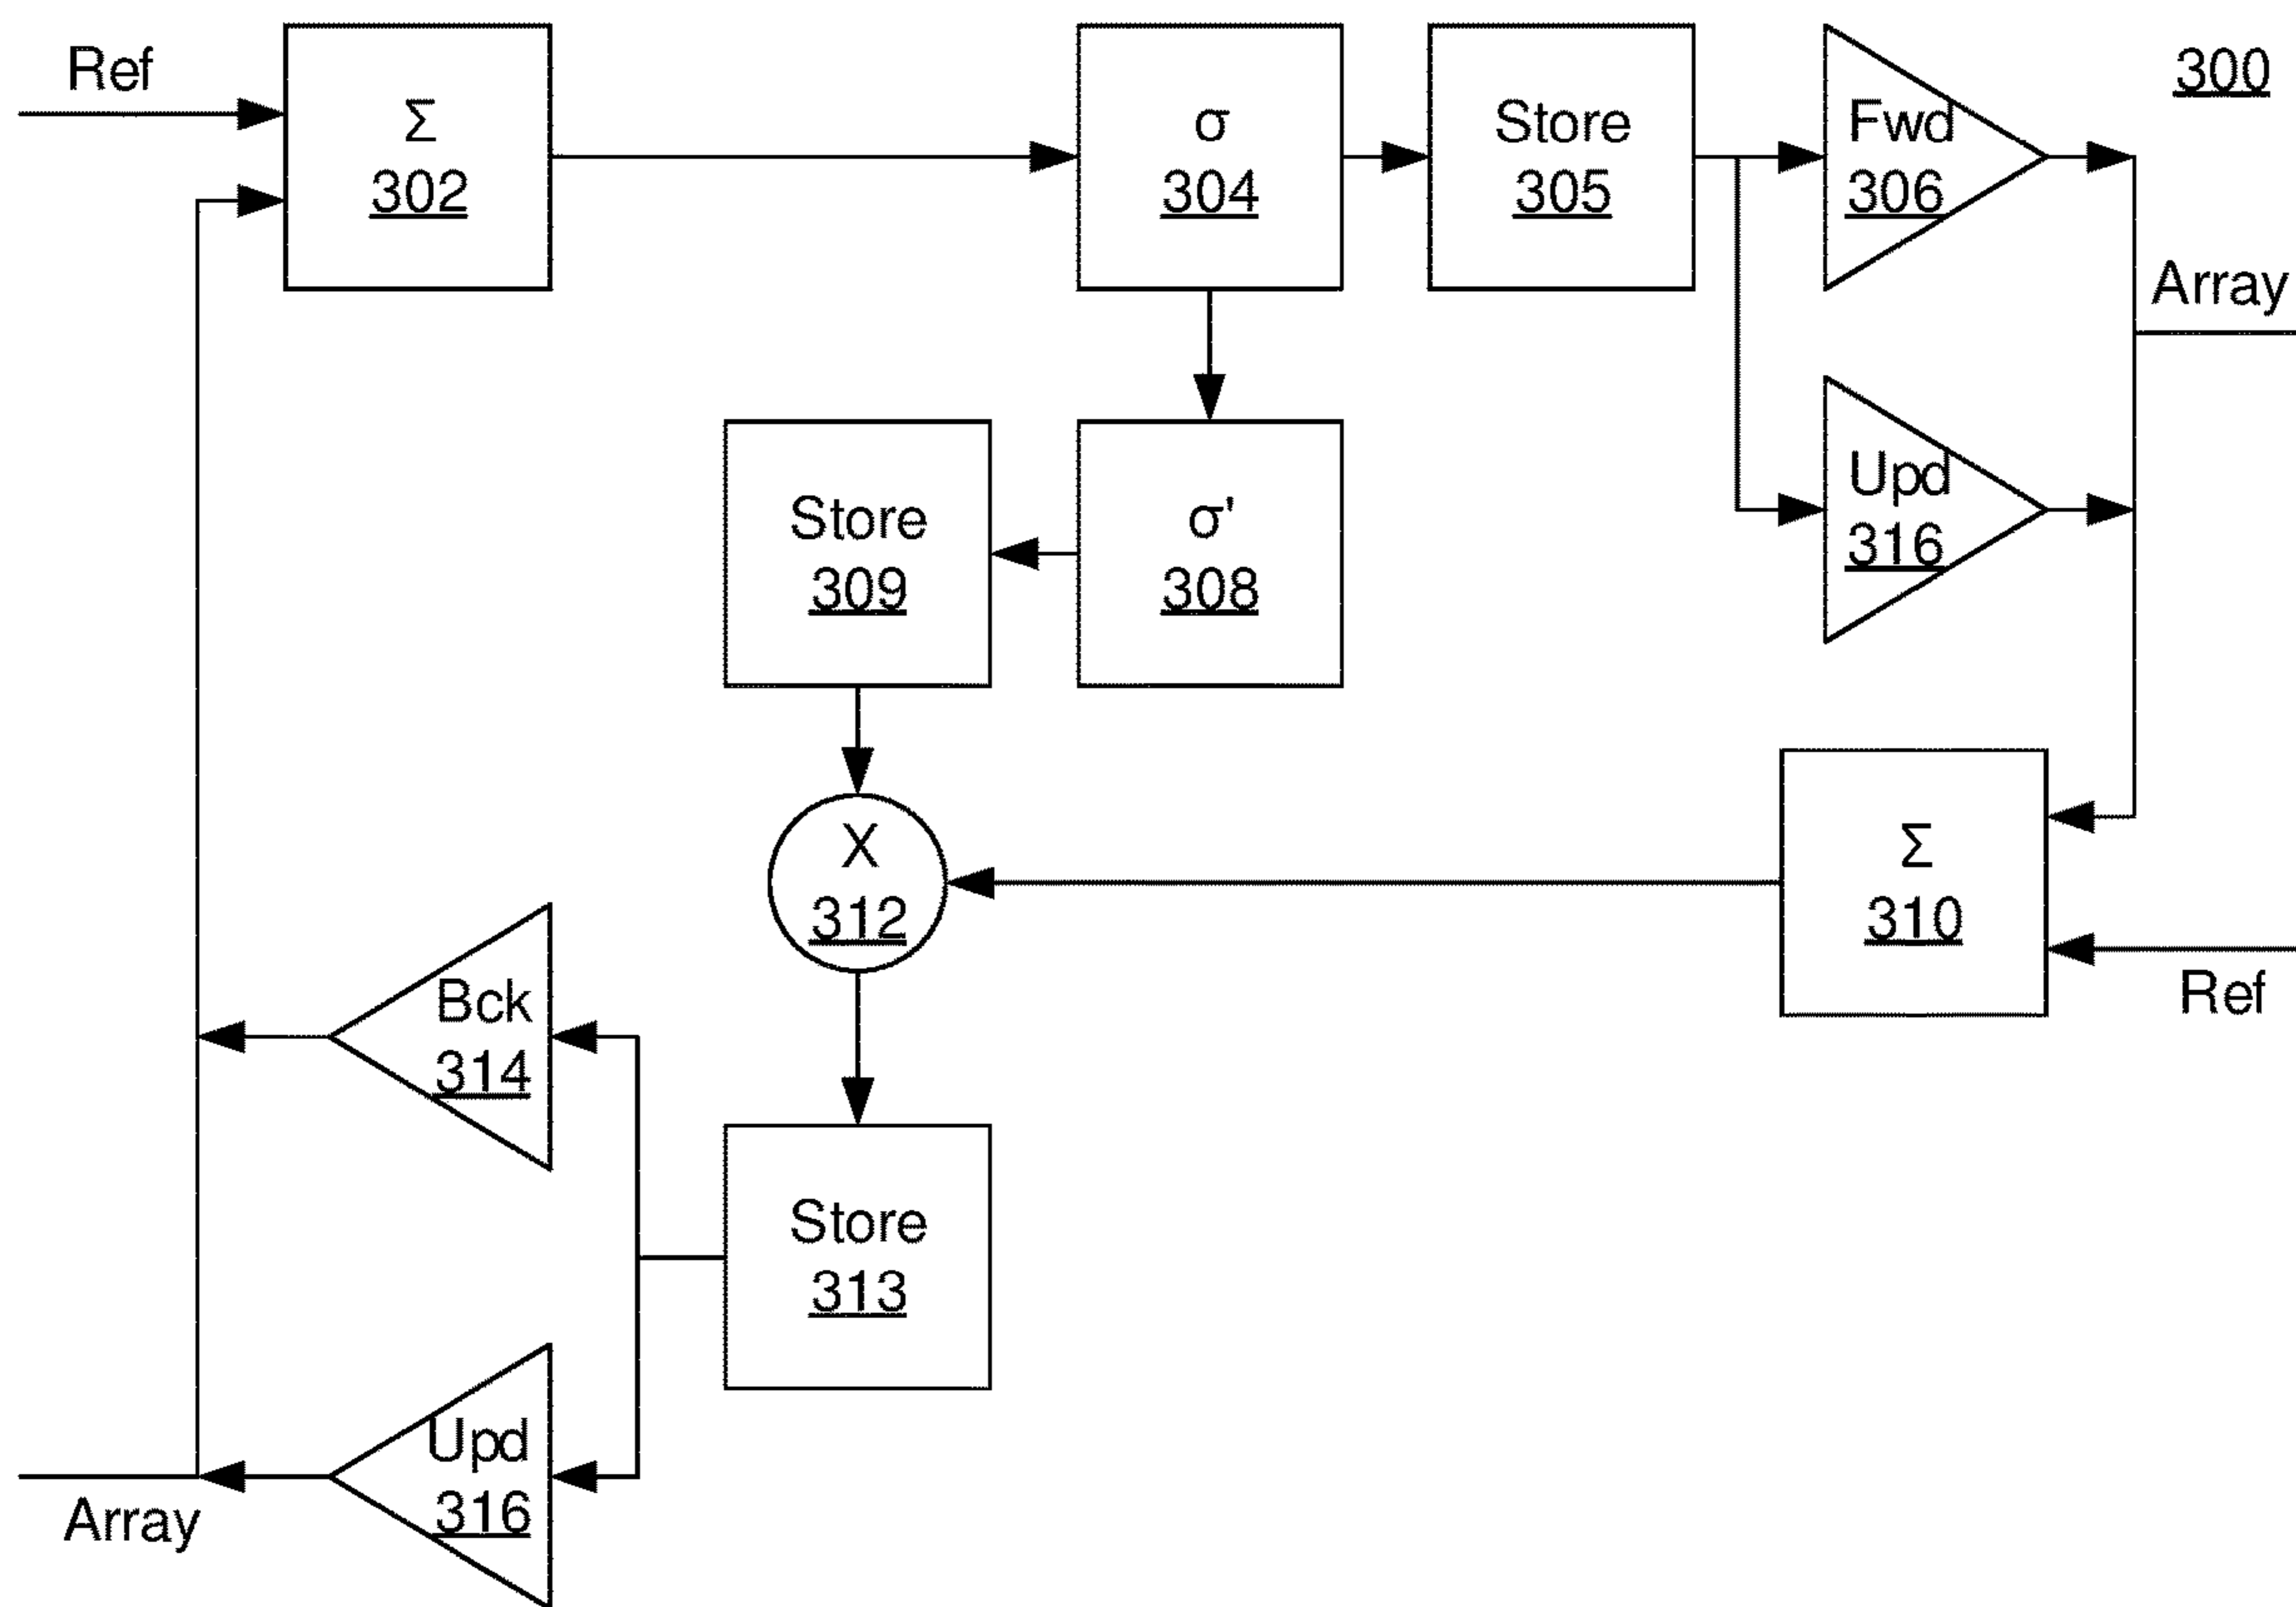 Ref
Σ
302
σ
304
Store
305
Fwd
306
300
Array
Upd
316
Store
309
σ'
308
X
312
Σ
310
Ref
Bck
314
Store
313
Upd
316
Array